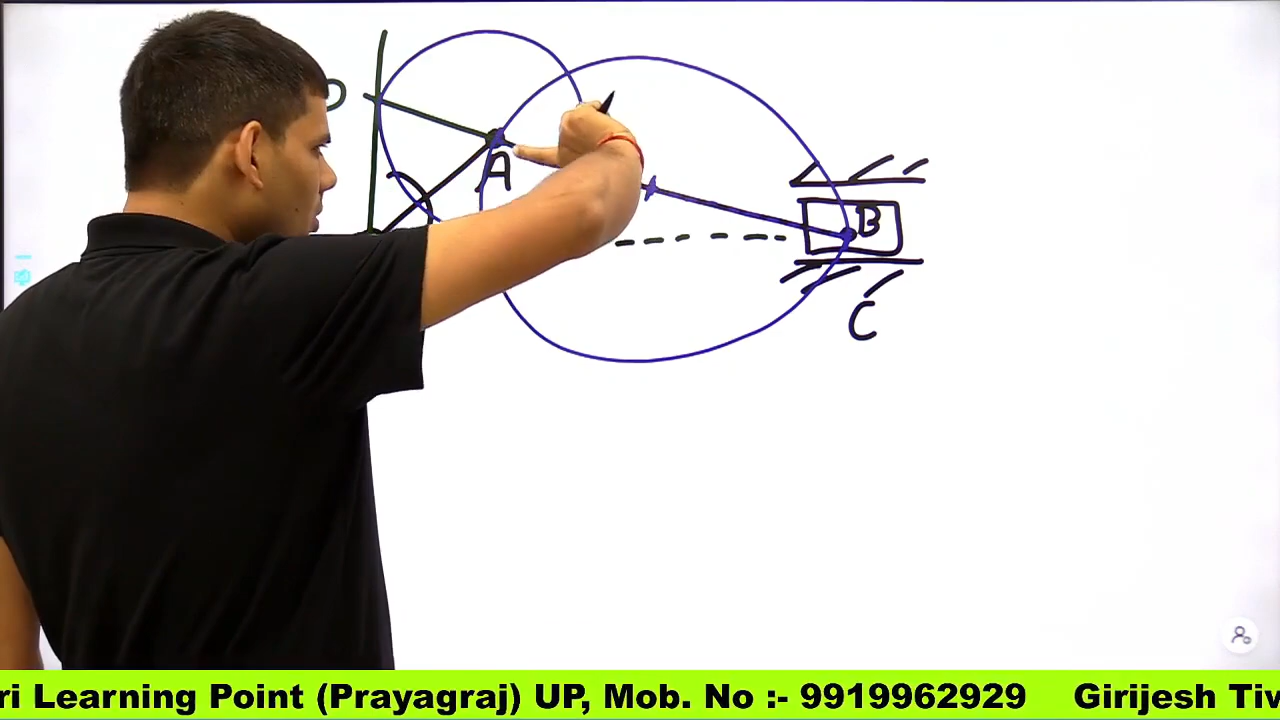 A
B
C
ri Learning Point (Prayagraj) UP, Mob. No :- 9919962929 Girijesh Tiv